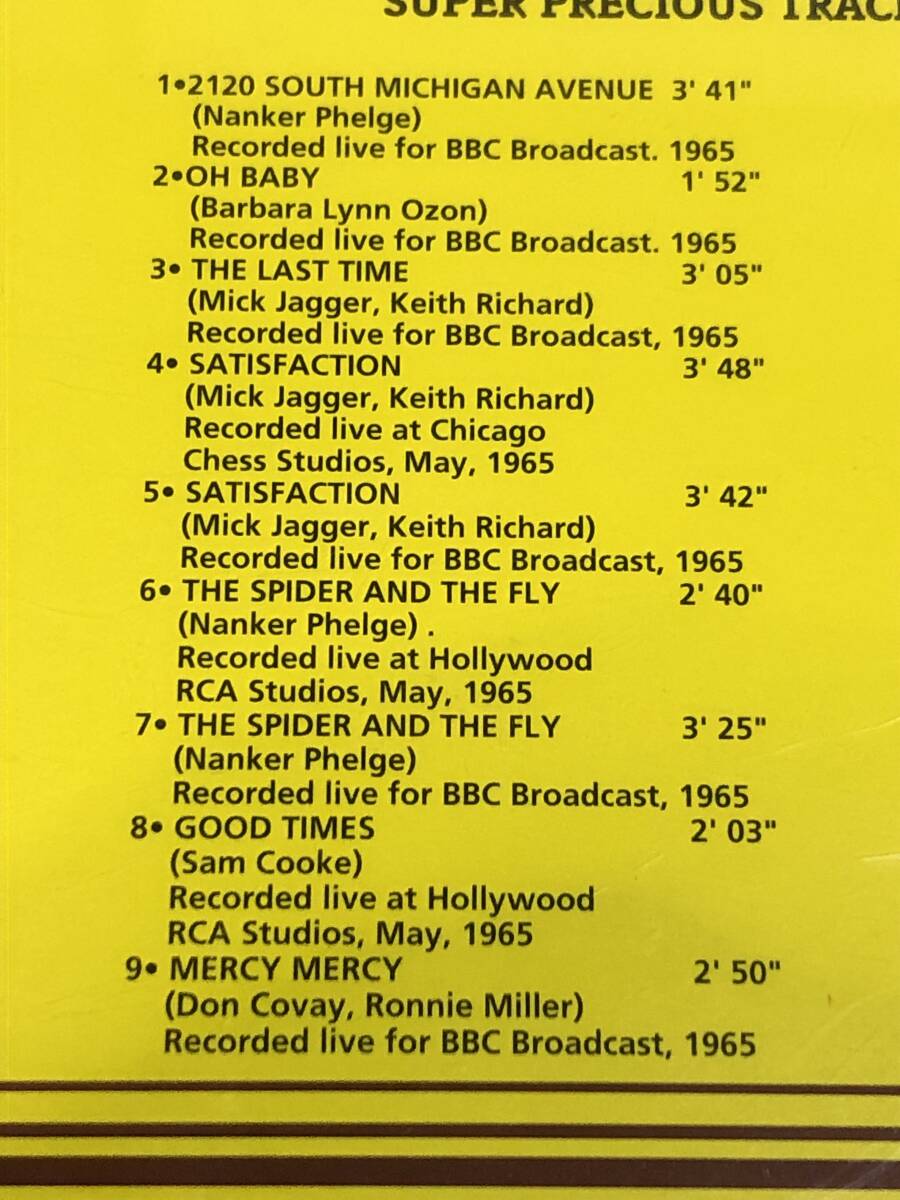 SUPER PRECIOUS
1•2120 SOUTH MICHIGAN AVENUE 3' 41"
(Nanker Phelge)
Recorded live for BBC Broadcast. 1965
2•OH BABY 1' 52"
(Barbara Lynn Ozon)
Recorded live for BBC Broadcast. 1965
3• THE LAST TIME 3' 05"
(Mick Jagger, Keith Richard)
Recorded live for BBC Broadcast, 1965
4• SATISFACTION 3' 48"
(Mick Jagger, Keith Richard)
Recorded live at Chicago
Chess Studios, May, 1965
5• SATISFACTION 3' 42"
(Mick Jagger, Keith Richard)
Recorded live for BBC Broadcast, 1965
6• THE SPIDER AND THE FLY 2' 40"
(Nanker Phelge) .
Recorded live at Hollywood
RCA Studios, May, 1965
7• THE SPIDER AND THE FLY 3' 25"
(Nanker Phelge)
Recorded live for BBC Broadcast, 1965
8• GOOD TIMES 2' 03"
(Sam Cooke)
Recorded live at Hollywood
RCA Studios, May, 1965
9• MERCY MERCY 2' 50"
(Don Covay, Ronnie Miller)
Recorded live for BBC Broadcast, 1965